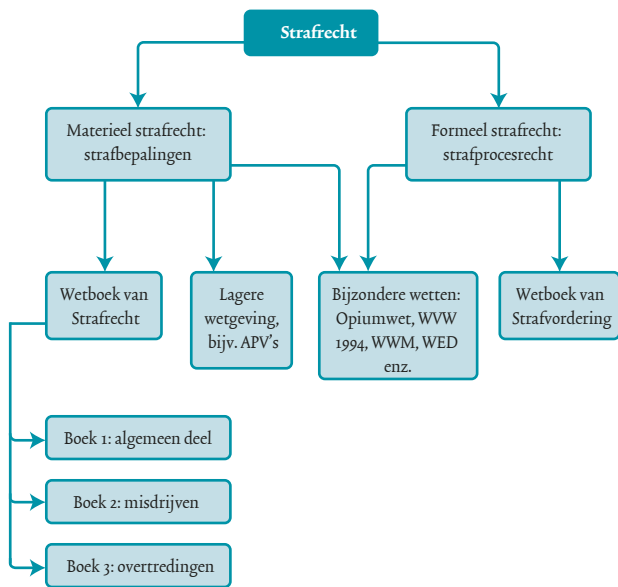 Strafrecht
Materieel strafrecht:
strafbepalingen
Formeel strafrecht:
strafprocesrecht
Wetboek van
Strafrecht
Lagere
wetgeving,
bijv. APV’s
Bijzondere wetten:
Opiumwet, WVW
1994, WWM, WED
enz.
Wetboek van
Strafvordering
Boek 1: algemeen deel
Boek 2: misdrijven
Boek 3: overtredingen